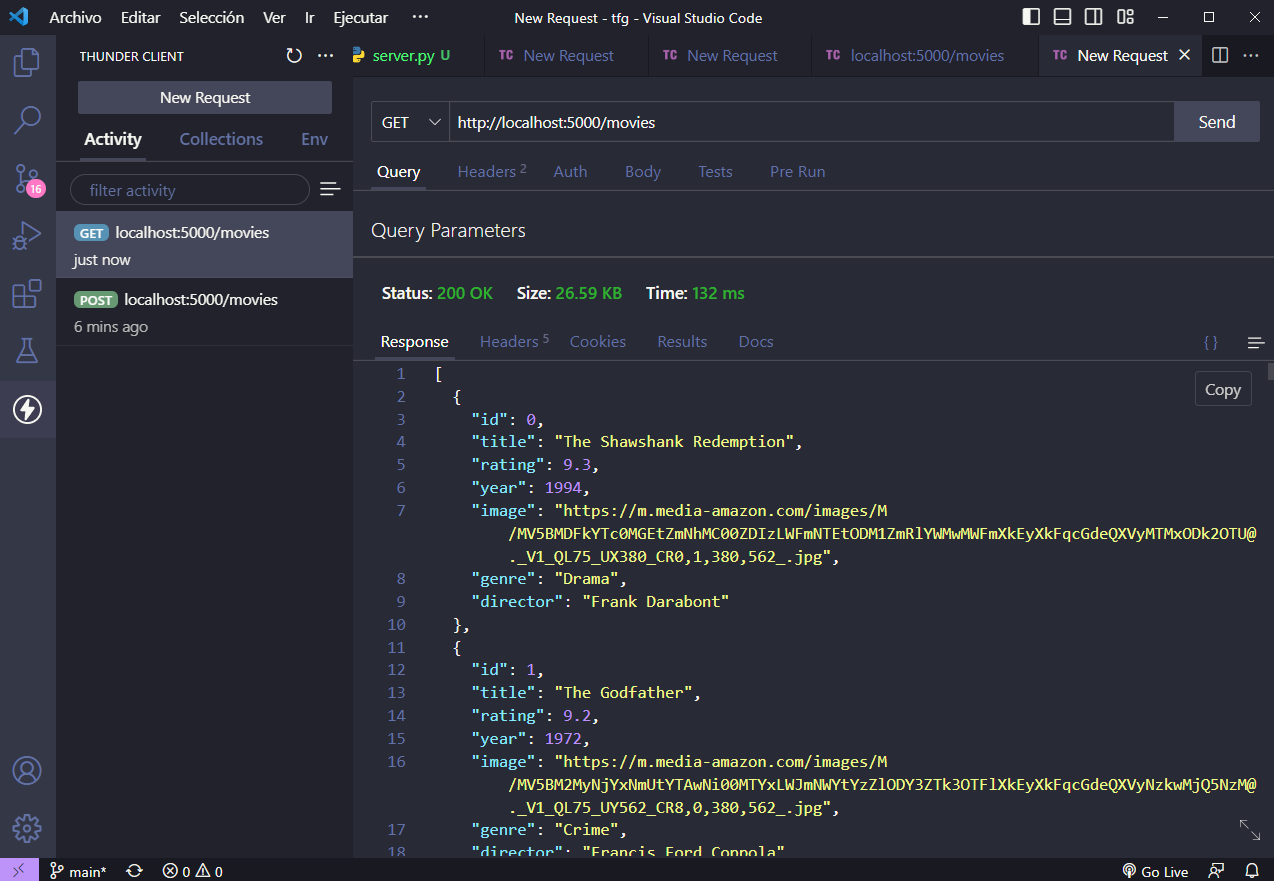 Archivo Editar Selección Ver Ir Ejecutar ··· New Request - tfg - Visual Studio Code
THUNDER CLIENT
New Request
Activity Collections Env
filter activity
GET localhost:5000/movies
just now
POST localhost:5000/movies
6 mins ago
16
server.py U TC New Request TC New Request TC localhost:5000/movies TC New Request
GET http://localhost:5000/movies Send
Query Headers 2 Auth Body Tests Pre Run
Query Parameters
Status: 200 OK Size: 26.59 KB Time: 132 ms
Response Headers 5 Cookies Results Docs { }
Copy
1 [
2 {
3 "id": 0,
4 "title": "The Shawshank Redemption",
5 "rating": 9.3,
6 "year": 1994,
7 "image": "https://m.media-amazon.com/images/M
/MV5BMDFkYTc0MGEtZmNhMC00ZDIzLWFmNTEtODM1ZmRlYWMwMWFmXkEyXkFqcGdeQXVyMTMxODk2OTU@
._V1_QL75_UX380_CR0,1,380,562_.jpg",
8 "genre": "Drama",
9 "director": "Frank Darabont"
10 },
11 {
12 "id": 1,
13 "title": "The Godfather",
14 "rating": 9.2,
15 "year": 1972,
16 "image": "https://m.media-amazon.com/images/M
/MV5BM2MyNjYxNmUtYTAwNi00MTYxLWJmNWYtYzZlODY3ZTk3OTFlXkEyXkFqcGdeQXVyNzkwMjQ5NzM@
._V1_QL75_UY562_CR8,0,380,562_.jpg",
17 "genre": "Crime",
18 "director": "Francis Ford Coppola"
main* 0 0 Go Live